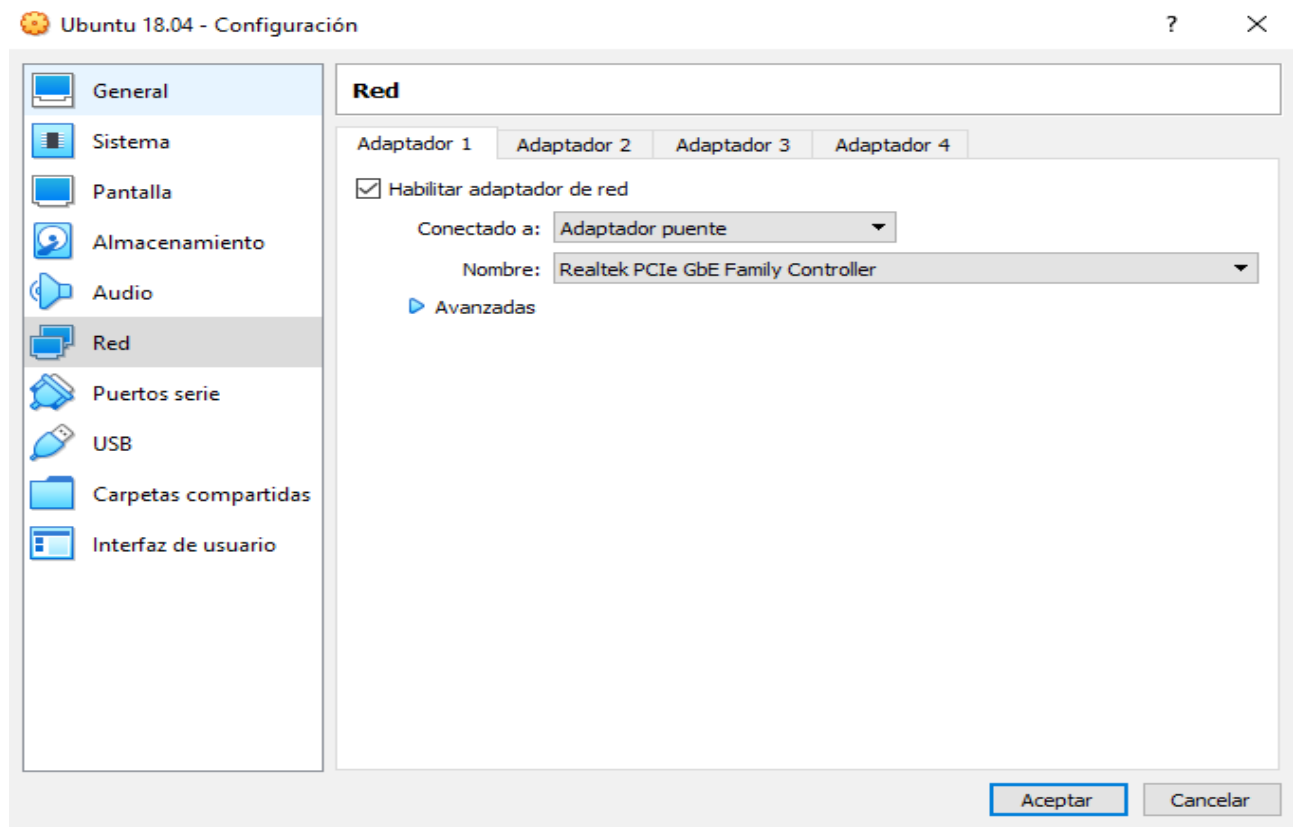 Ubuntu 18.04 - Configuración
?
General
Sistema
Pantalla
Almacenamiento
Audio
Red
Puertos serie
USB
Carpetas compartidas
Interfaz de usuario
Red
Adaptador 1 Adaptador 2 Adaptador 3 Adaptador 4
Habilitar adaptador de red
Conectado a: Adaptador puente
Nombre: Realtek PCIe GbE Family Controller
Avanzadas
Aceptar Cancelar